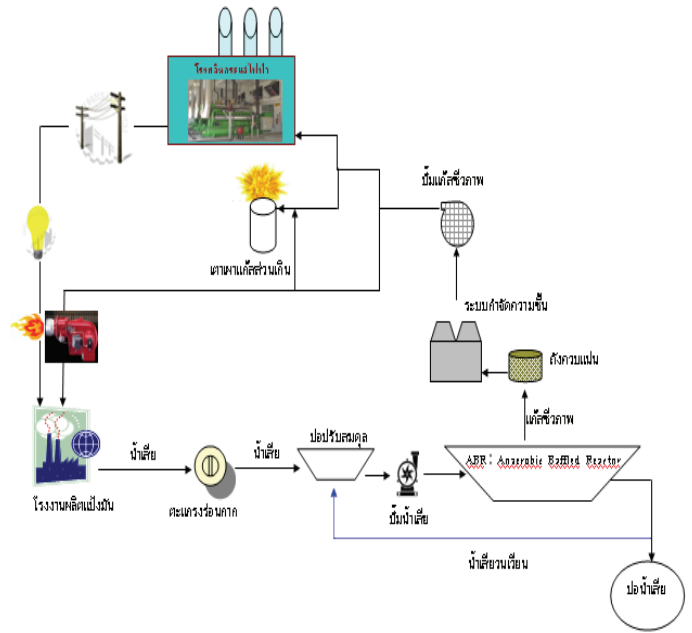 โรงผลิตกระแสไฟฟ้า
ปั๊มแก๊สชีวภาพ
เตาเผาแก๊สส่วนเกิน
ระบบกำจัดความชื้น
ถังควบแน่น
แก๊สชีวภาพ
ABR : Anaerobic Baffled Reactor
บ่อปรับสมดุล
น้ำเสีย
น้ำเสีย
โรงงานผลิตแป้งมัน
ตะแกรงร่อนกาก
ปั๊มน้ำเสีย
น้ำเสียวนเวียน
บ่อน้ำเสีย